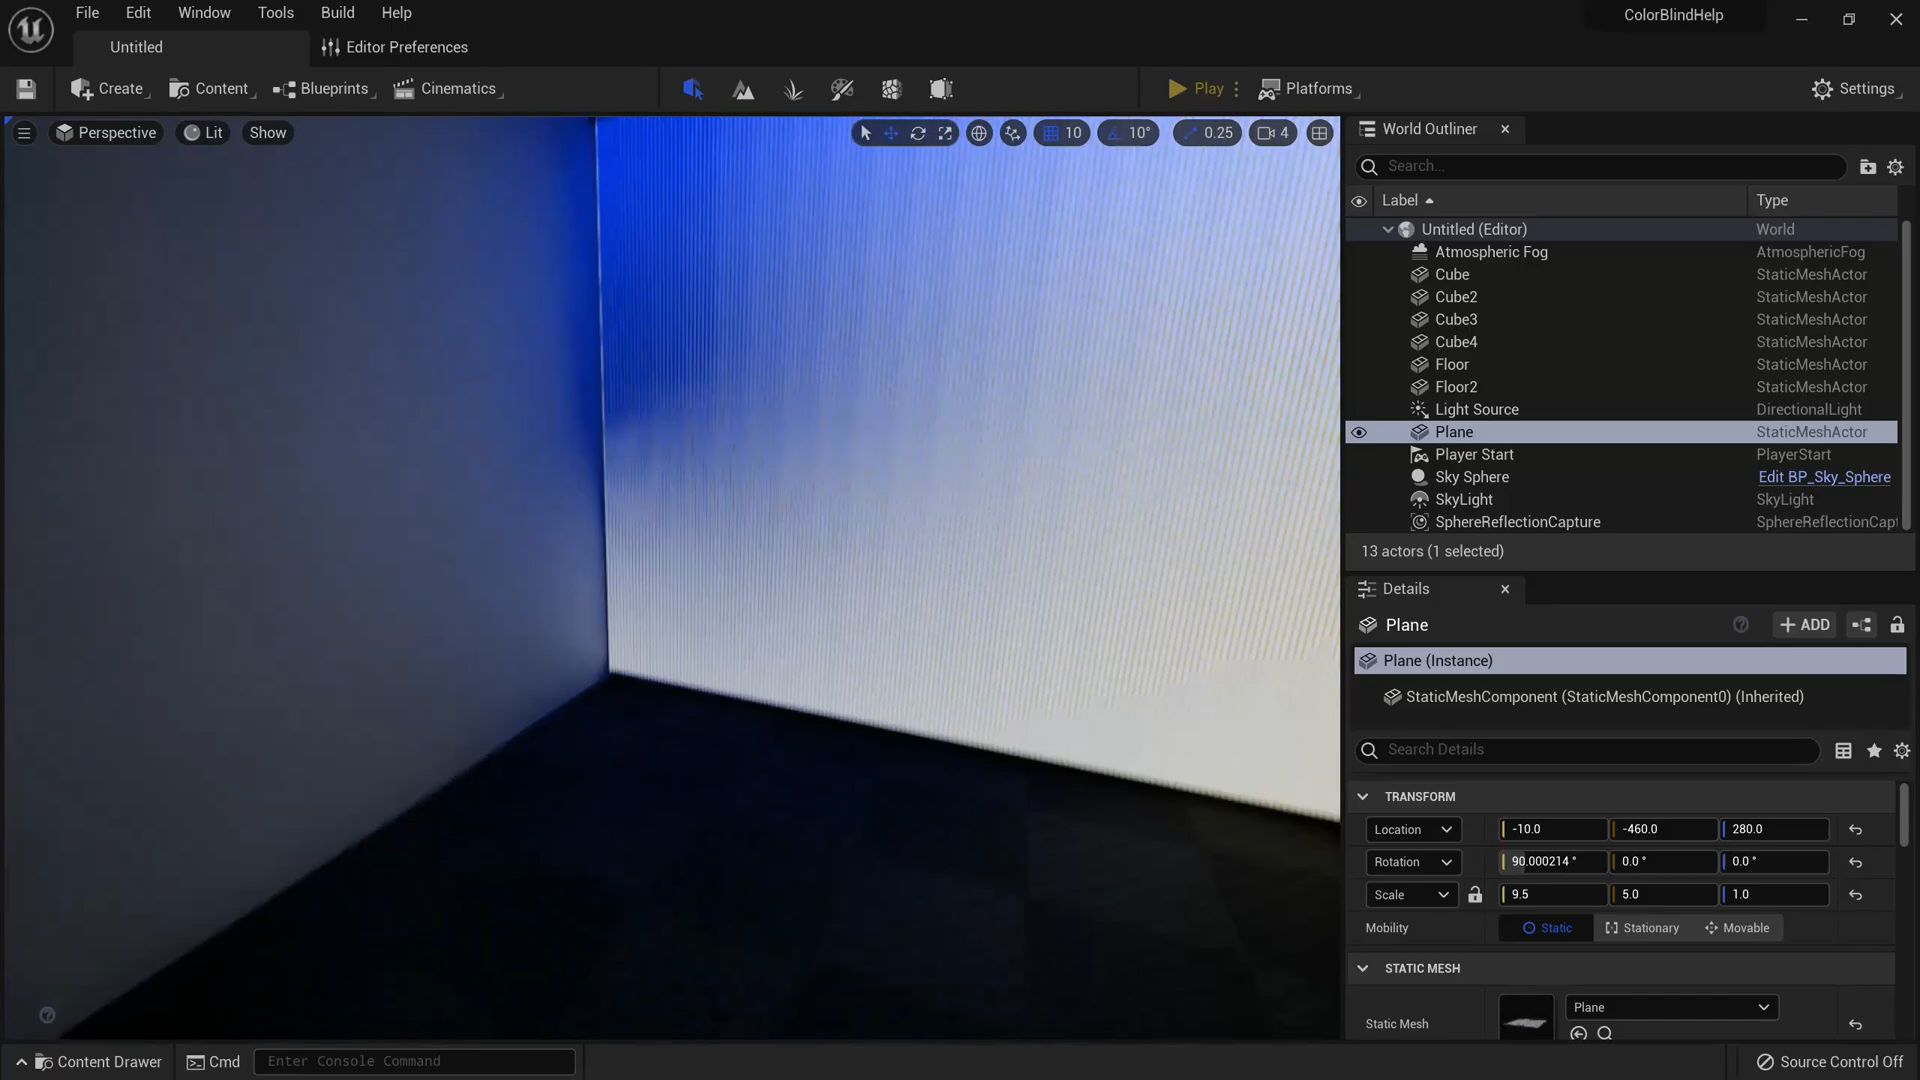 File Edit Window Tools Build Help
ColorBlindHelp
Untitled Editor Preferences
Create Content Blueprints Cinematics Play Platforms Settings
Perspective Lit Show 10 10° 0.25 4
World Outliner
Search...
Label Type
Untitled (Editor) World
Atmospheric Fog AtmosphericFog
Cube StaticMeshActor
Cube2 StaticMeshActor
Cube3 StaticMeshActor
Cube4 StaticMeshActor
Floor StaticMeshActor
Floor2 StaticMeshActor
Light Source DirectionalLight
Plane StaticMeshActor
Player Start PlayerStart
Sky Sphere Edit BP_Sky_Sphere
SkyLight SkyLight
SphereReflectionCapture SphereReflectionCapt
13 actors (1 selected)
Details
Plane ADD
Plane (Instance)
StaticMeshComponent (StaticMeshComponent0) (Inherited)
Search Details
TRANSFORM
Location -10.0 -460.0 280.0
Rotation 90.000214 ° 0.0 ° 0.0 °
Scale 9.5 5.0 1.0
Mobility Static Stationary Movable
STATIC MESH
Static Mesh Plane
Content Drawer Cmd Enter Console Command Source Control Off